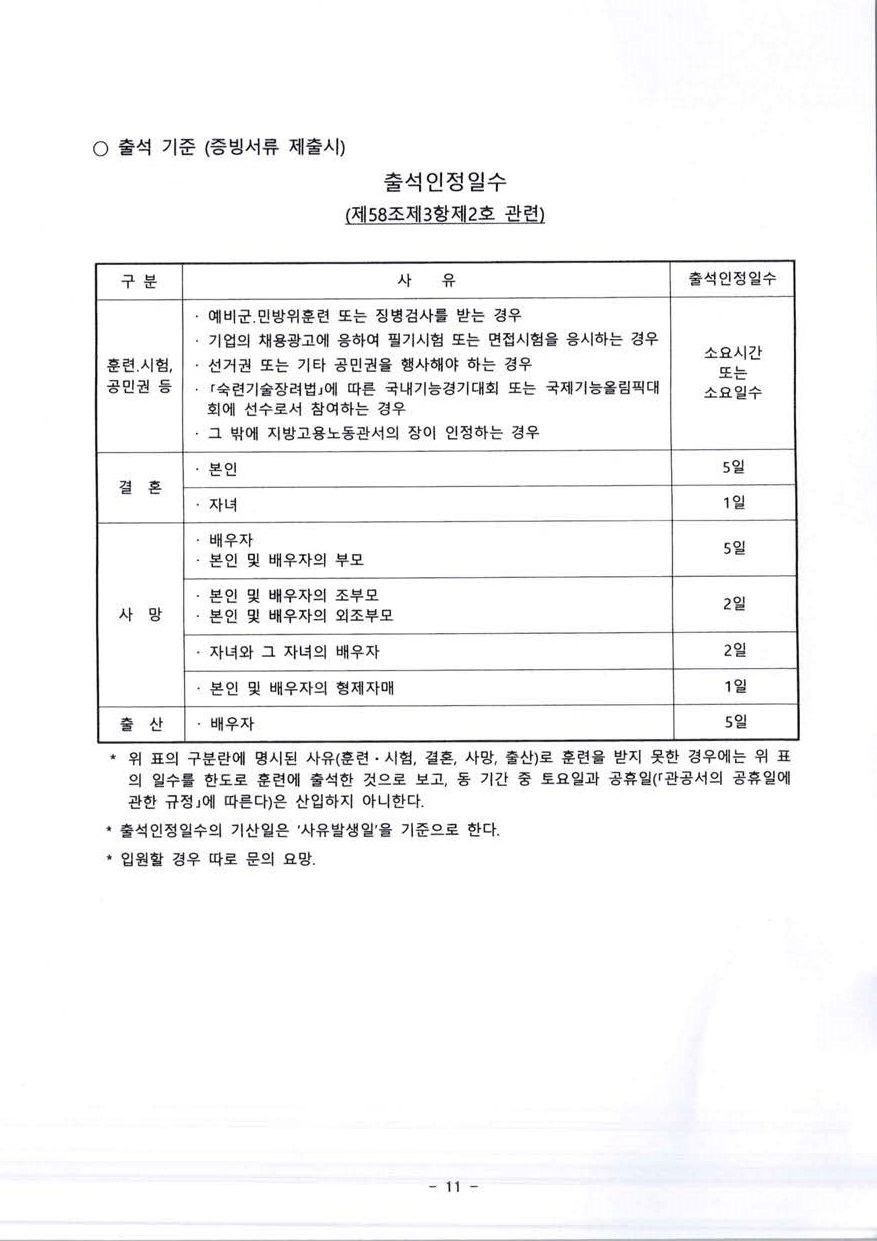 ○ 출석 기준 (증빙서류 제출시)
출석인정일수
(제58조제3항제2호 관련)
구 분 사 유 출석인정일수
훈련.시험, 공민권 등
· 예비군.민방위훈련 또는 징병검사를 받는 경우
· 기업의 채용광고에 응하여 필기시험 또는 면접시험을 응시하는 경우
· 선거권 또는 기타 공민권을 행사해야 하는 경우
· 「숙련기술장려법」에 따른 국내기능경기대회 또는 국제기능올림픽대
회에 선수로서 참여하는 경우
· 그 밖에 지방고용노동관서의 장이 인정하는 경우
소요시간
또는
소요일수
결 혼
· 본인 5일
· 자녀 1일
사 망
· 배우자
· 본인 및 배우자의 부모
5일
· 본인 및 배우자의 조부모
· 본인 및 배우자의 외조부모
2일
· 자녀와 그 자녀의 배우자 2일
· 본인 및 배우자의 형제자매 1일
출 산 · 배우자 5일
* 위 표의 구분란에 명시된 사유(훈련·시험, 결혼, 사망, 출산)로 훈련을 받지 못한 경우에는 위 표
의 일수를 한도로 훈련에 출석한 것으로 보고, 동 기간 중 토요일과 공휴일(「관공서의 공휴일에
관한 규정」에 따른다)은 산입하지 아니한다.
* 출석인정일수의 기산일은 '사유발생일'을 기준으로 한다.
* 입원할 경우 따로 문의 요망.
- 11 -